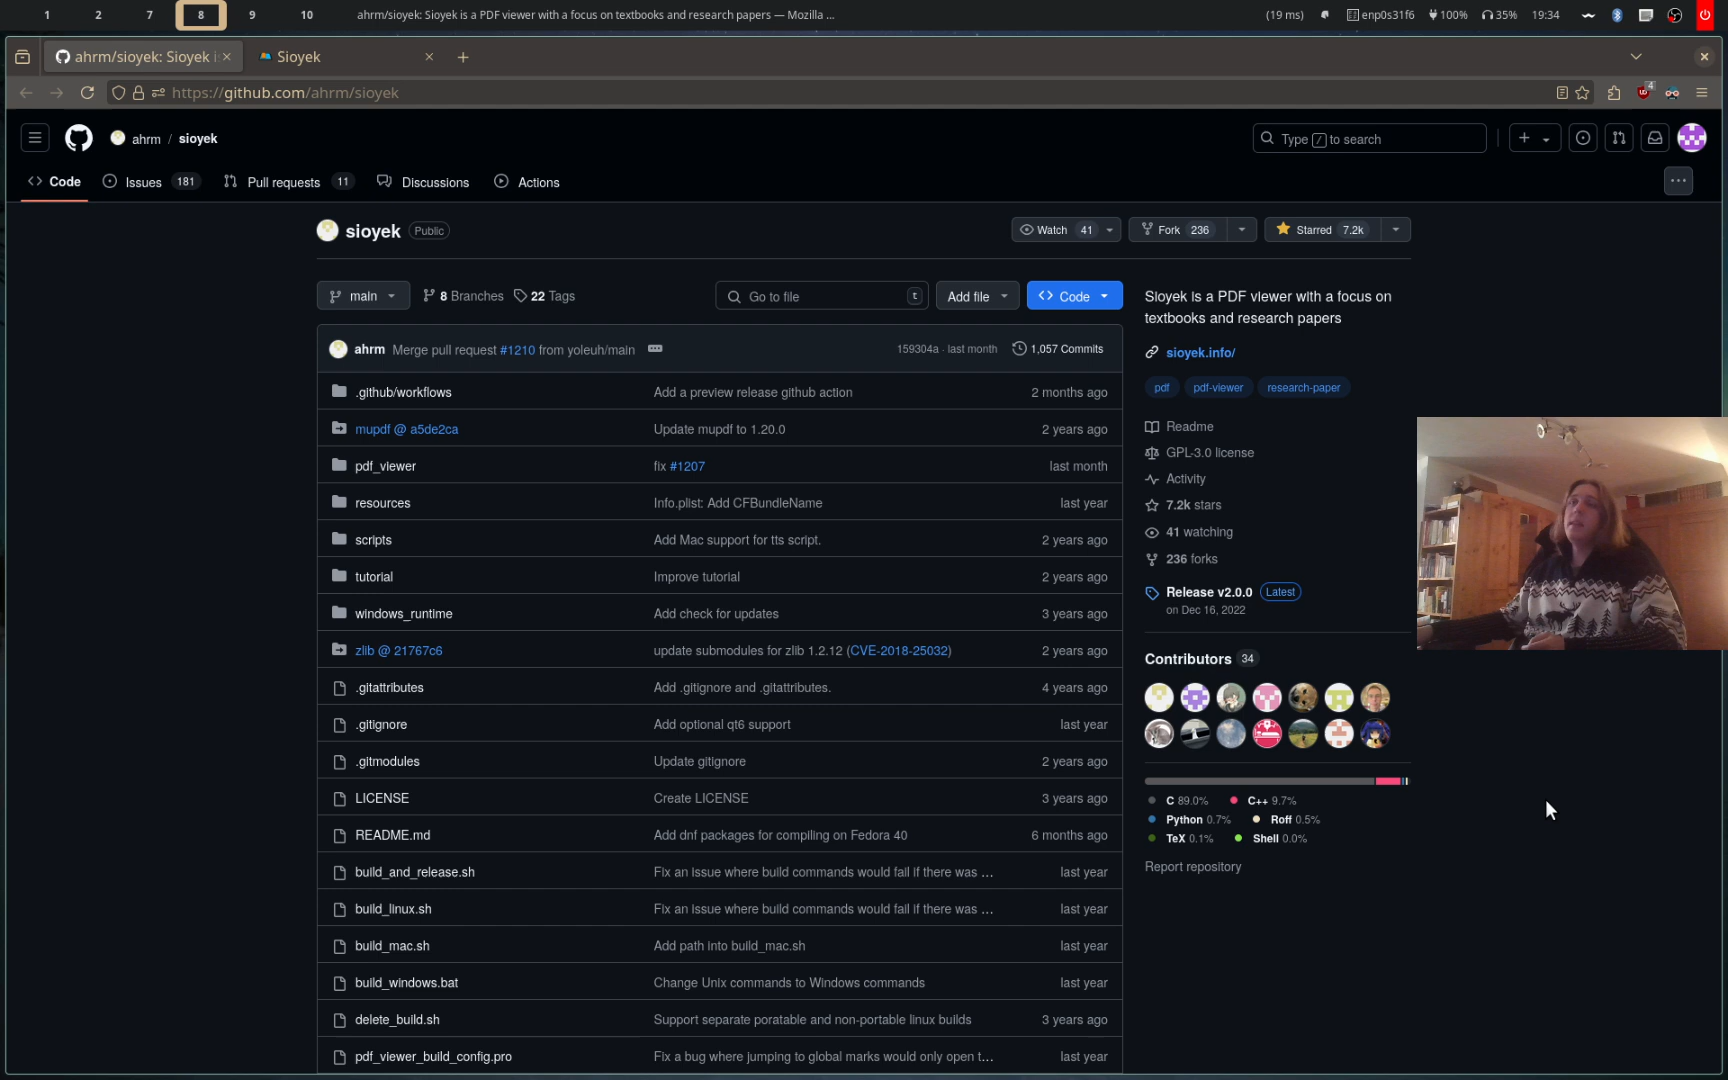 1 2 7 8 9 10 ahrm/sioyek: Sioyek is a PDF viewer with a focus on textbooks and research papers — Mozilla ... (19 ms) enp0s31f6 100% 35% 19:34
ahrm/sioyek: Sioyek i Sioyek
https://github.com/ahrm/sioyek 4
ahrm / sioyek Type / to search
Code Issues 181 Pull requests 11 Discussions Actions
sioyek Public Watch 41 Fork 236 Starred 7.2k
main 8 Branches 22 Tags Go to file t Add file Code
ahrm Merge pull request #1210 from yoleuh/main 159304a · last month 1,057 Commits
.github/workflows Add a preview release github action 2 months ago
mupdf @ a5de2ca Update mupdf to 1.20.0 2 years ago
pdf_viewer fix #1207 last month
resources Info.plist: Add CFBundleName last year
scripts Add Mac support for tts script. 2 years ago
tutorial Improve tutorial 2 years ago
windows_runtime Add check for updates 3 years ago
zlib @ 21767c6 update submodules for zlib 1.2.12 (CVE-2018-25032) 2 years ago
.gitattributes Add .gitignore and .gitattributes. 4 years ago
.gitignore Add optional qt6 support last year
.gitmodules Update gitignore 2 years ago
LICENSE Create LICENSE 3 years ago
README.md Add dnf packages for compiling on Fedora 40 6 months ago
build_and_release.sh Fix an issue where build commands would fail if there was ... last year
build_linux.sh Fix an issue where build commands would fail if there was ... last year
build_mac.sh Add path into build_mac.sh last year
build_windows.bat Change Unix commands to Windows commands last year
delete_build.sh Support separate poratable and non-portable linux builds 3 years ago
pdf_viewer_build_config.pro Fix a bug where jumping to global marks would only open t... last year
Sioyek is a PDF viewer with a focus on
textbooks and research papers
sioyek.info/
pdf pdf-viewer research-paper
Readme
GPL-3.0 license
Activity
7.2k stars
41 watching
236 forks
Release v2.0.0 Latest
on Dec 16, 2022
Contributors 34
C 89.0% C++ 9.7%
Python 0.7% Roff 0.5%
TeX 0.1% Shell 0.0%
Report repository